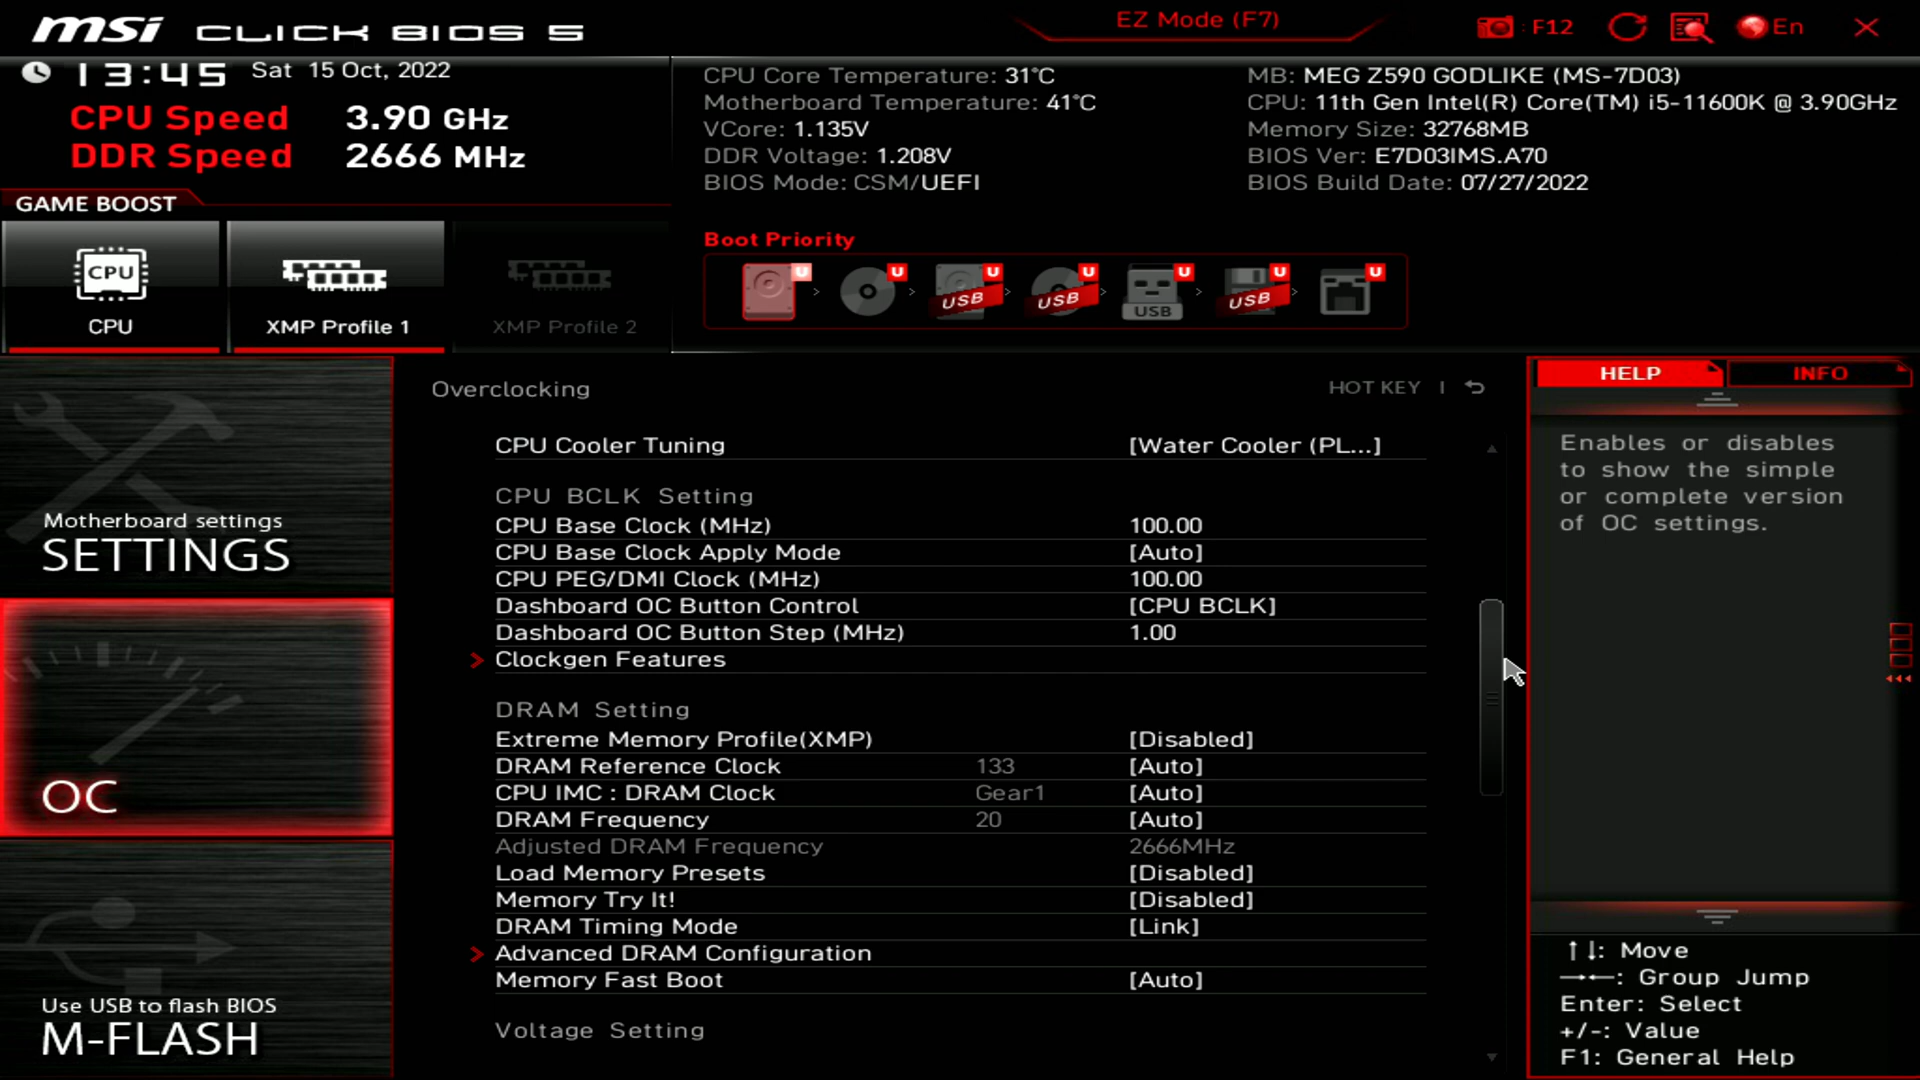 msi CLICK BIOS 5
EZ Mode (F7)
: F12
En
13:45 Sat 15 Oct, 2022
CPU Speed 3.90 GHz
DDR Speed 2666 MHz
CPU Core Temperature: 31°C
Motherboard Temperature: 41°C
VCore: 1.135V
DDR Voltage: 1.208V
BIOS Mode: CSM/UEFI
MB: MEG Z590 GODLIKE (MS-7D03)
CPU: 11th Gen Intel(R) Core(TM) i5-11600K @ 3.90GHz
Memory Size: 32768MB
BIOS Ver: E7D03IMS.A70
BIOS Build Date: 07/27/2022
GAME BOOST
CPU
CPU
XMP Profile 1
XMP Profile 2
Boot Priority
U U U U U U U
USB USB USB USB
Motherboard settings
SETTINGS
OC
Use USB to flash BIOS
M-FLASH
Overclocking
HOT KEY |
CPU Cooler Tuning [Water Cooler (PL...]
CPU BCLK Setting
CPU Base Clock (MHz) 100.00
CPU Base Clock Apply Mode [Auto]
CPU PEG/DMI Clock (MHz) 100.00
Dashboard OC Button Control [CPU BCLK]
Dashboard OC Button Step (MHz) 1.00
> Clockgen Features
DRAM Setting
Extreme Memory Profile(XMP) [Disabled]
DRAM Reference Clock 133 [Auto]
CPU IMC : DRAM Clock Gear1 [Auto]
DRAM Frequency 20 [Auto]
Adjusted DRAM Frequency 2666MHz
Load Memory Presets [Disabled]
Memory Try It! [Disabled]
DRAM Timing Mode [Link]
> Advanced DRAM Configuration
Memory Fast Boot [Auto]
Voltage Setting
HELP
INFO
Enables or disables
to show the simple
or complete version
of OC settings.
↑↓: Move
→←: Group Jump
Enter: Select
+/-: Value
F1: General Help